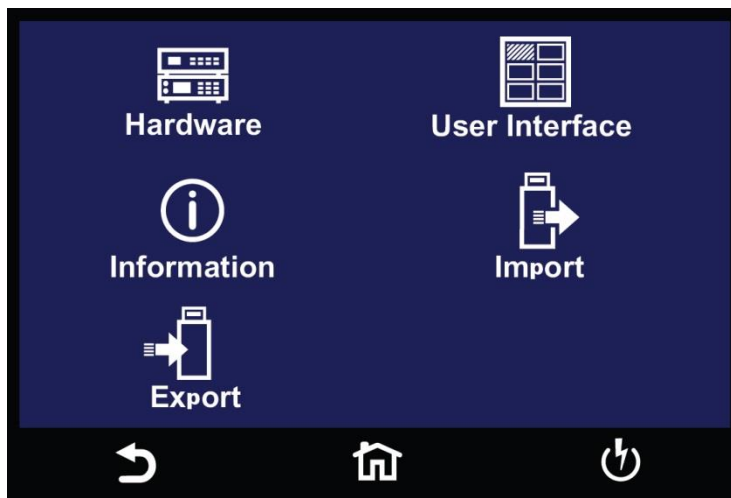 Hardware
User Interface
Information
Import
Export